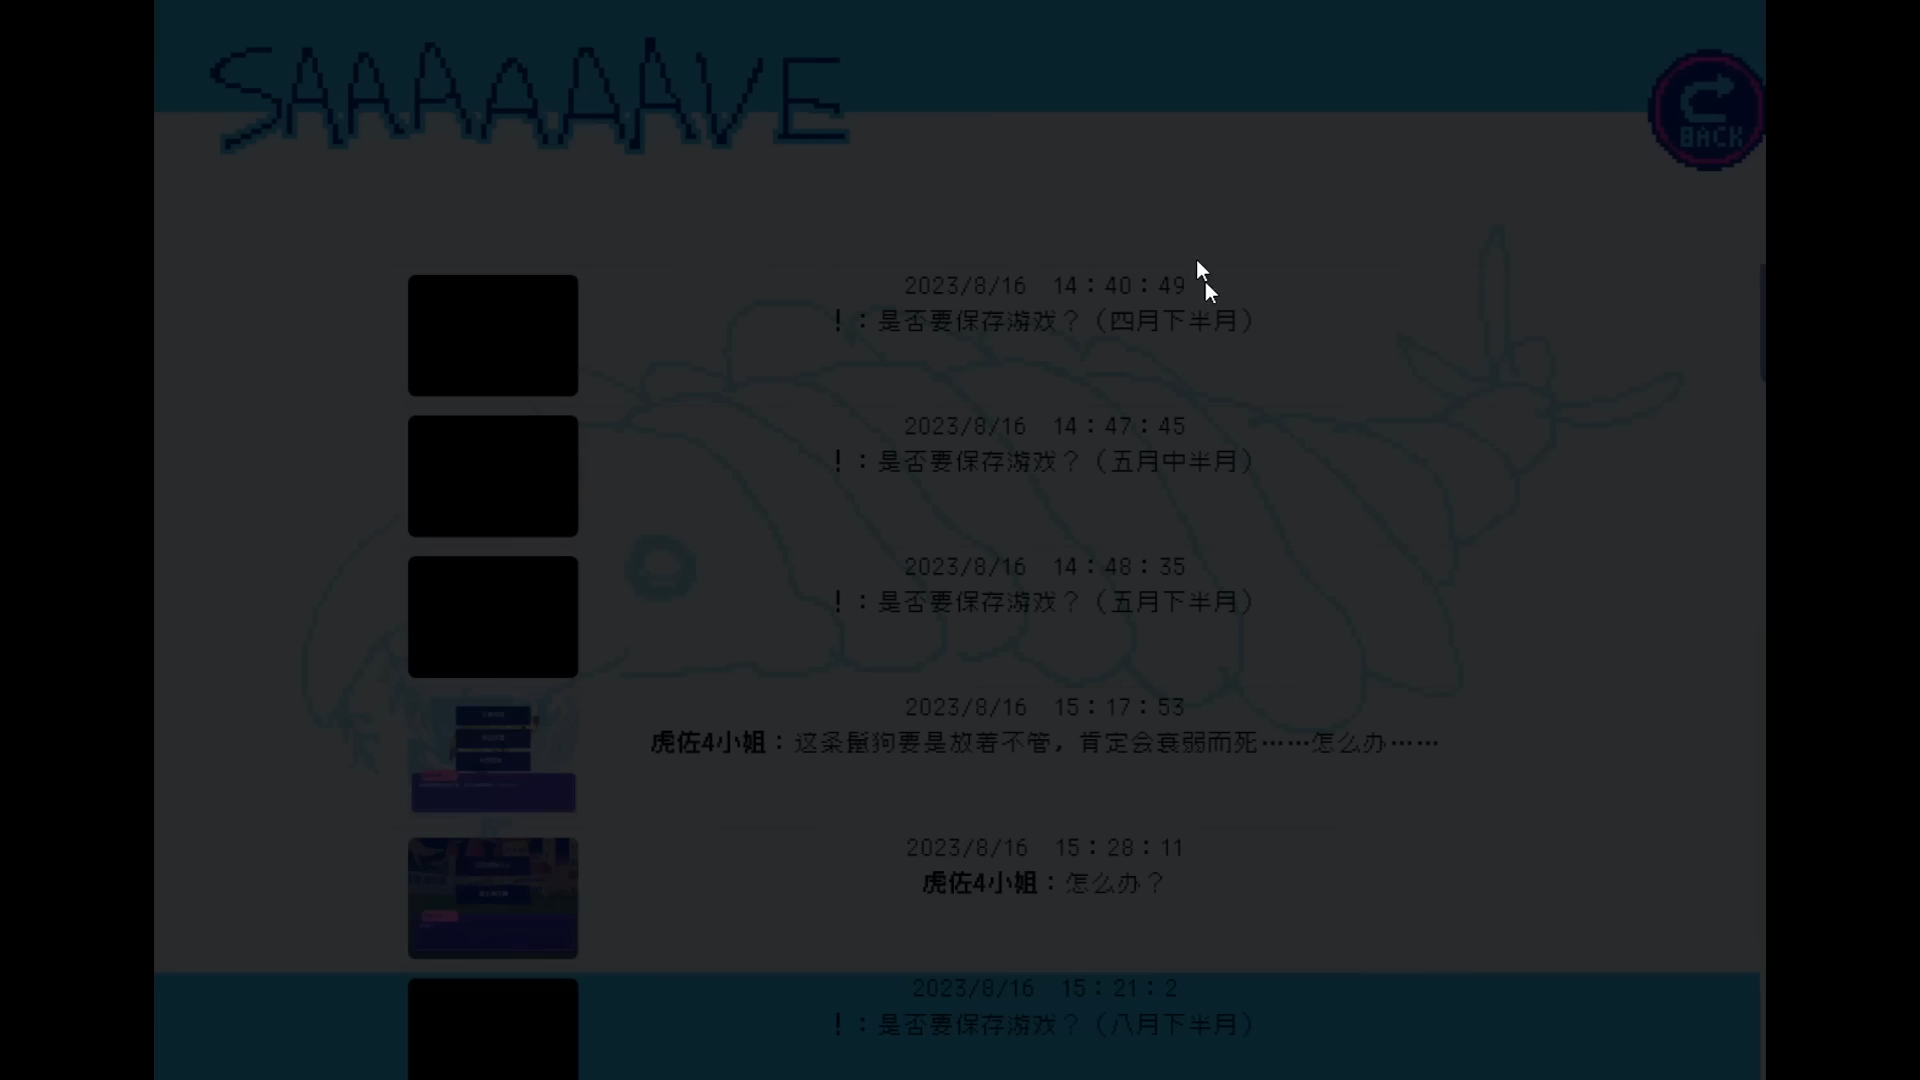 SAAAAAAVE
BACK
2023/8/16 14:40:49
！：是否要保存游戏？（四月下半月）
2023/8/16 14:47:45
！：是否要保存游戏？（五月中半月）
2023/8/16 14:48:35
！：是否要保存游戏？（五月下半月）
2023/8/16 15:17:53
虎佐4小姐：这条鬣狗要是放着不管，肯定会衰弱而死……怎么办……
2023/8/16 15:28:11
虎佐4小姐：怎么办？
2023/8/16 15:21:2
！：是否要保存游戏？（八月下半月）